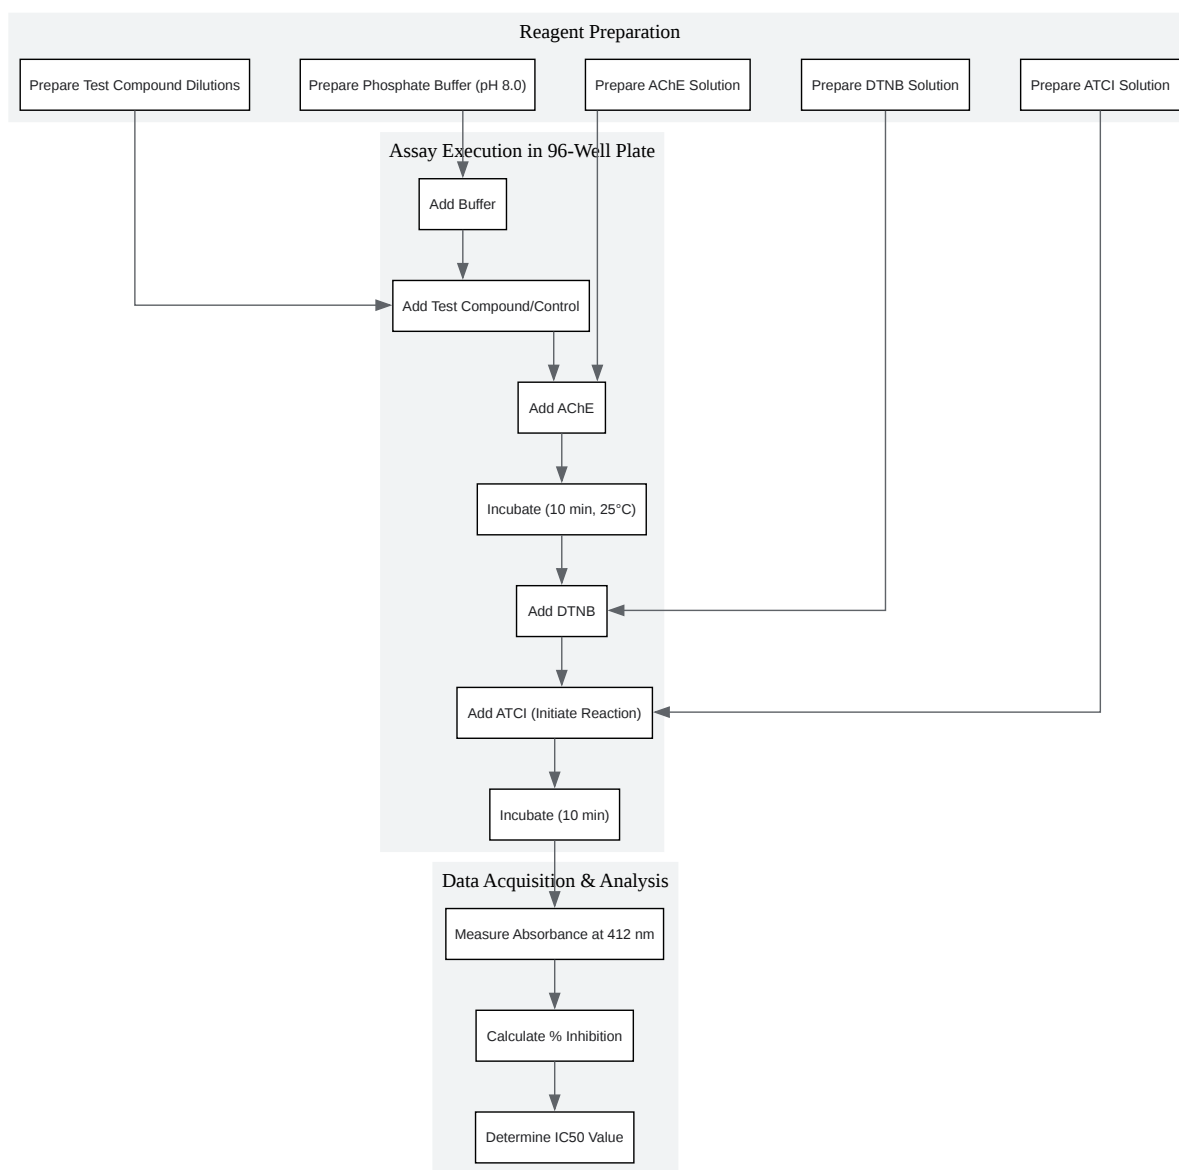 Reagent Preparation
Prepare Test Compound Dilutions
Prepare Phosphate Buffer (pH 8.0)
Prepare AChE Solution
Prepare DTNB Solution
Prepare ATCI Solution
Assay Execution in 96-Well Plate
Add Buffer
Add Test Compound/Control
Add AChE
Incubate (10 min, 25°C)
Add DTNB
Add ATCI (Initiate Reaction)
Incubate (10 min)
Data Acquisition & Analysis
Measure Absorbance at 412 nm
Calculate % Inhibition
Determine IC50 Value